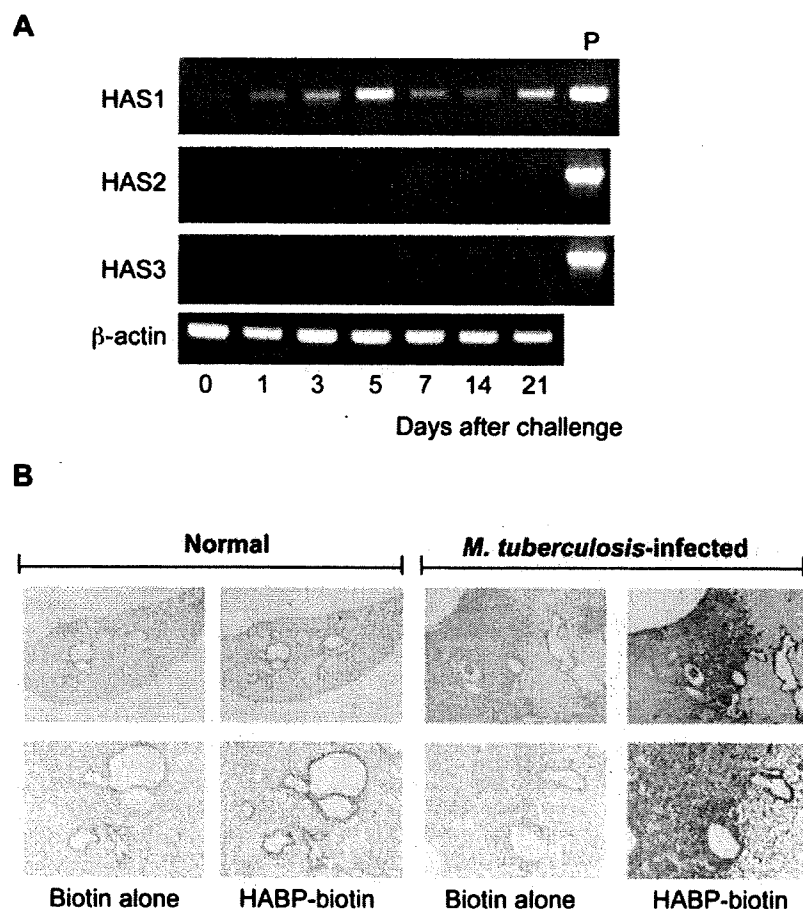 A
P
HAS1
HAS2
HAS3
β-actin
0 1 3 5 7 14 21
Days after challenge
B
Normal M. tuberculosis-infected
Biotin alone HABP-biotin Biotin alone HABP-biotin